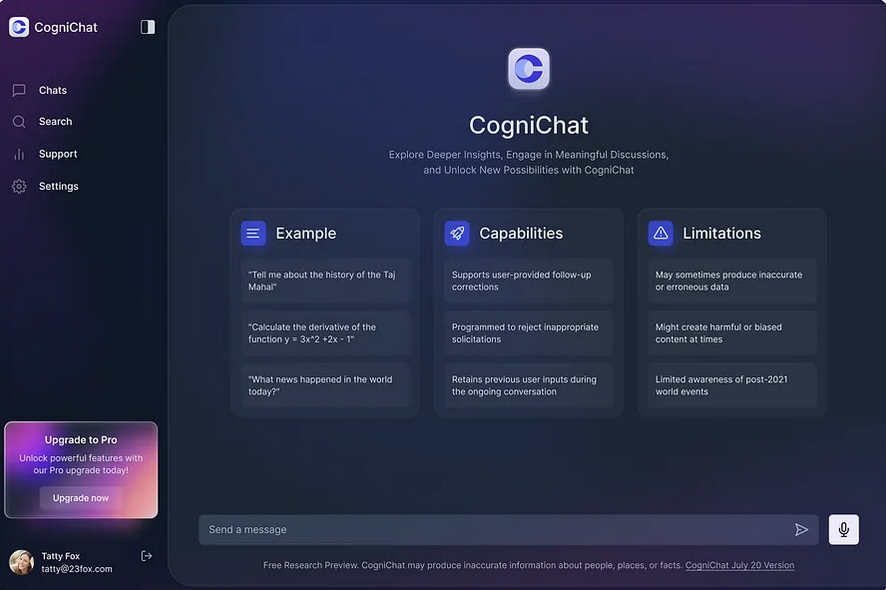 CogniChat
Chats
Search
Support
Settings
Upgrade to Pro
Unlock powerful features with
our Pro upgrade today!
Upgrade now
Tatty Fox
tatty@23fox.com
CogniChat
Explore Deeper Insights, Engage in Meaningful Discussions,
and Unlock New Possibilities with CogniChat
Example
"Tell me about the history of the Taj
Mahal"
"Calculate the derivative of the
function y = 3x^2 +2x - 1"
"What news happened in the world
today?"
Capabilities
Supports user-provided follow-up
corrections
Programmed to reject inappropriate
solicitations
Retains previous user inputs during
the ongoing conversation
Limitations
May sometimes produce inaccurate
or erroneous data
Might create harmful or biased
content at times
Limited awareness of post-2021
world events
Send a message
Free Research Preview. CogniChat may produce inaccurate information about people, places, or facts. CogniChat July 20 Version